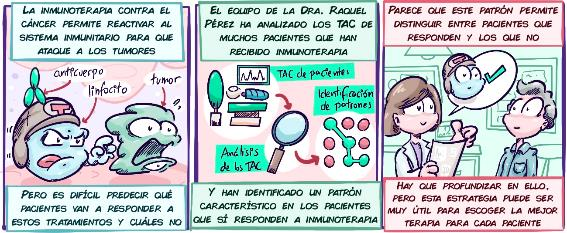 LA INMUNOTERAPIA CONTRA EL
CÁNCER PERMITE REACTIVAR AL
SISTEMA INMUNITARIO PARA QUE
ATAQUE A LOS TUMORES
anticuerpo
linfocito
tumor
PERO ES DIFÍCIL PREDECIR QUÉ
PACIENTES VAN A RESPONDER A
ESTOS TRATAMIENTOS Y CUÁLES NO
EL EQUIPO DE LA DRA. RAQUEL
PÉREZ HA ANALIZADO LOS TAC DE
MUCHOS PACIENTES QUE HAN
RECIBIDO INMUNOTERAPIA
TAC de pacientes
Identificación
de patrones
Análisis
de los TAC
Y HAN IDENTIFICADO UN PATRÓN
CARACTERÍSTICO EN LOS PACIENTES
QUE SÍ RESPONDEN A INMUNOTERAPIA
PARECE QUE ESTE PATRÓN PERMITE
DISTINGUIR ENTRE PACIENTES QUE
RESPONDEN Y LOS QUE NO
HAY QUE PROFUNDIZAR EN ELLO,
PERO ESTA ESTRATEGIA PUEDE SER
MUY ÚTIL PARA ESCOGER LA MEJOR
TERAPIA PARA CADA PACIENTE